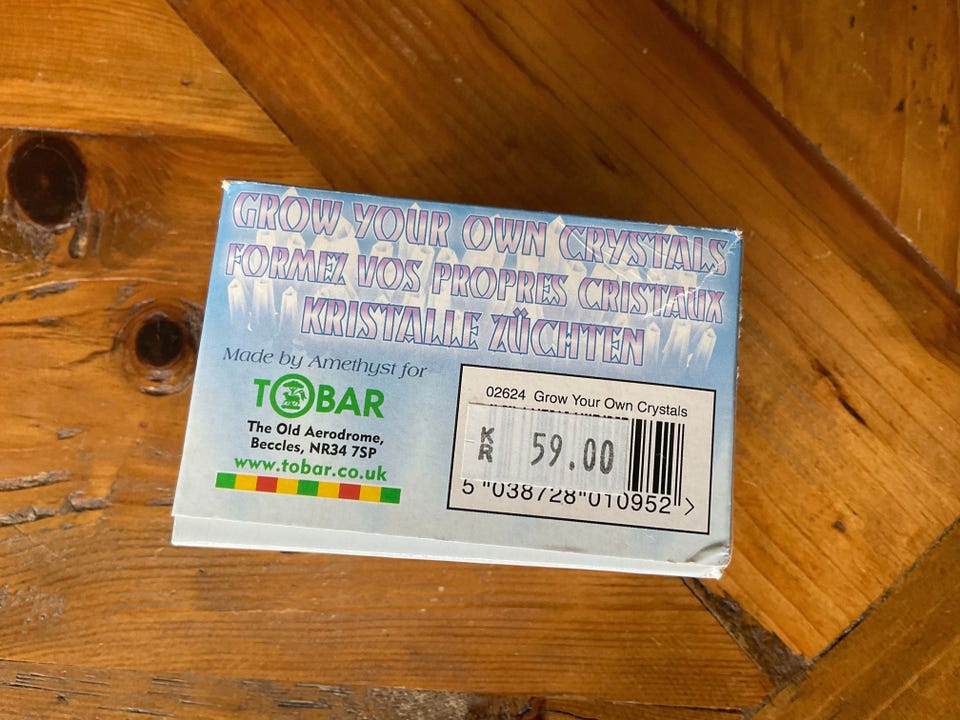 GROW YOUR OWN CRYSTALS
FORMEZ VOS PROPRES CRISTAUX
KRISTALLE ZÜCHTEN
Made by Amethyst for
TOBAR
The Old Aerodrome,
Beccles, NR34 7SP
www.tobar.co.uk
02624 Grow Your Own Crystals
KR 59.00
5 "038728"010952" >